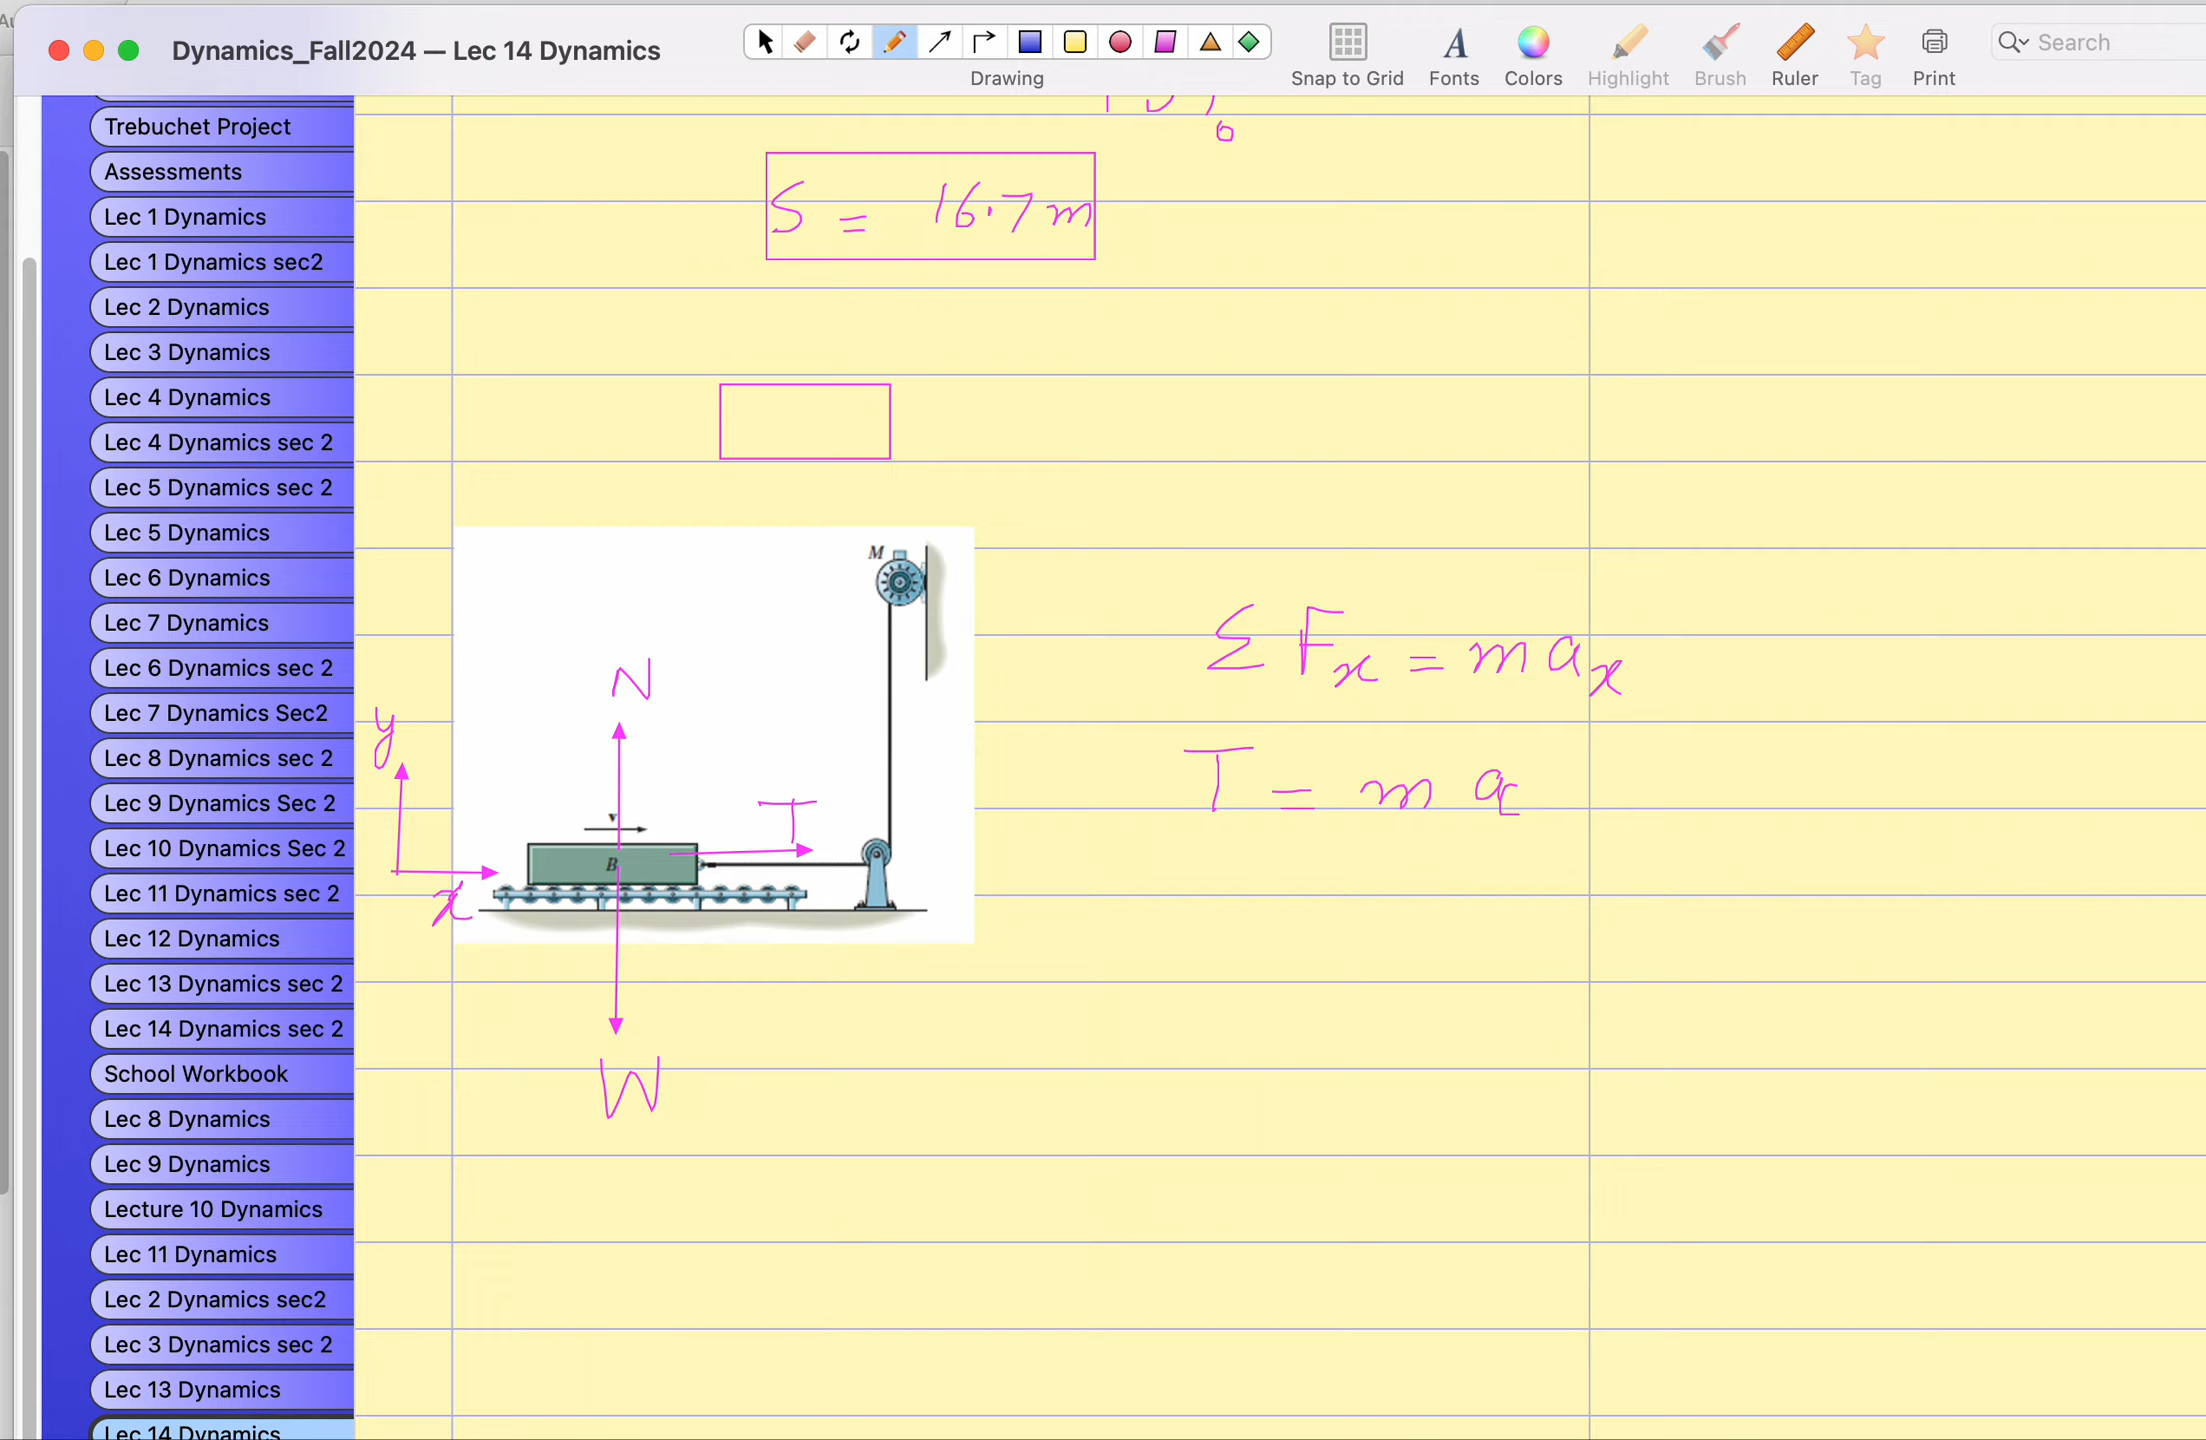 Dynamics_Fall2024 — Lec 14 Dynamics
Drawing
Snap to Grid
Fonts
Colors
Highlight
Brush
Ruler
Tag
Print
Search
Trebuchet Project
Assessments
Lec 1 Dynamics
Lec 1 Dynamics sec2
Lec 2 Dynamics
Lec 3 Dynamics
Lec 4 Dynamics
Lec 4 Dynamics sec 2
Lec 5 Dynamics sec 2
Lec 5 Dynamics
Lec 6 Dynamics
Lec 7 Dynamics
Lec 6 Dynamics sec 2
Lec 7 Dynamics Sec2
Lec 8 Dynamics sec 2
Lec 9 Dynamics Sec 2
Lec 10 Dynamics Sec 2
Lec 11 Dynamics sec 2
Lec 12 Dynamics
Lec 13 Dynamics sec 2
Lec 14 Dynamics sec 2
School Workbook
Lec 8 Dynamics
Lec 9 Dynamics
Lecture 10 Dynamics
Lec 11 Dynamics
Lec 2 Dynamics sec2
Lec 3 Dynamics sec 2
Lec 13 Dynamics
Lec 14 Dynamics
0
S = 16.7 m
M
N
y
v
T
B
x
W
Σ Fx = m ax
T = m a